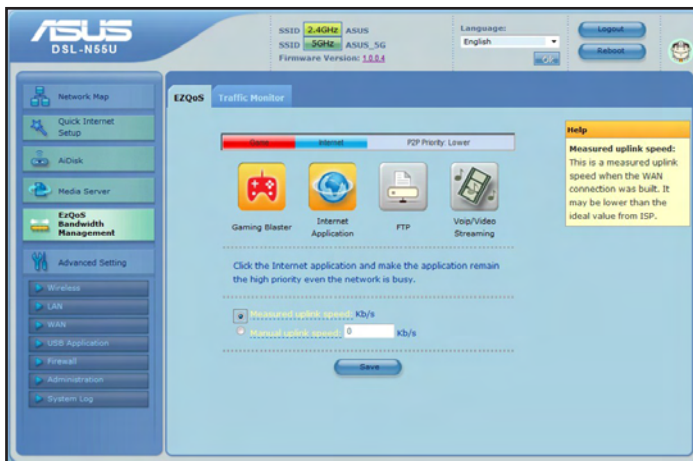 ASUS
DSL-N55U
SSID 2.4GHz ASUS
SSID 5GHz ASUS_5G
Firmware Version: 1.0.0.4
Language:
English
OK
Logout
Reboot
Network Map
Quick Internet
Setup
AiDisk
Media Server
EzQoS
Bandwidth
Management
Advanced Setting
Wireless
LAN
WAN
USB Application
Firewall
Administration
System Log
EZQoS
Traffic Monitor
Game
Internet
P2P Priority: Lower
Gaming Blaster
Internet
Application
FTP
Voip/Video
Streaming
Click the Internet application and make the application remain
the high priority even the network is busy.
Measured uplink speed: Kb/s
Manual uplink speed: 0 Kb/s
Save
Help
Measured uplink speed:
This is a measured uplink
speed when the WAN
connection was built. It
may be lower than the
ideal value from ISP.